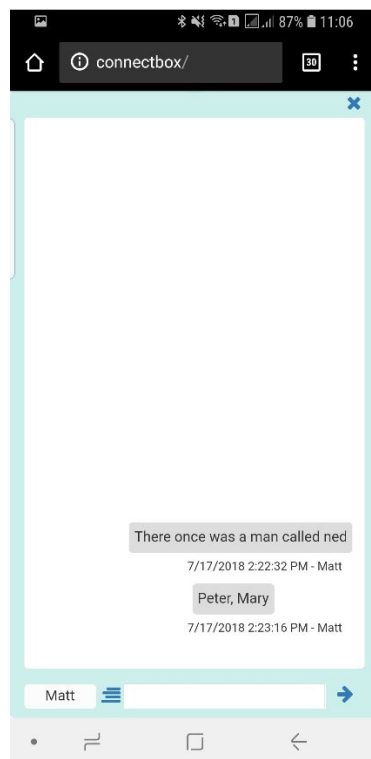 87% 11:06
connectbox/
30
There once was a man called ned
7/17/2018 2:22:32 PM - Matt
Peter, Mary
7/17/2018 2:23:16 PM - Matt
Matt